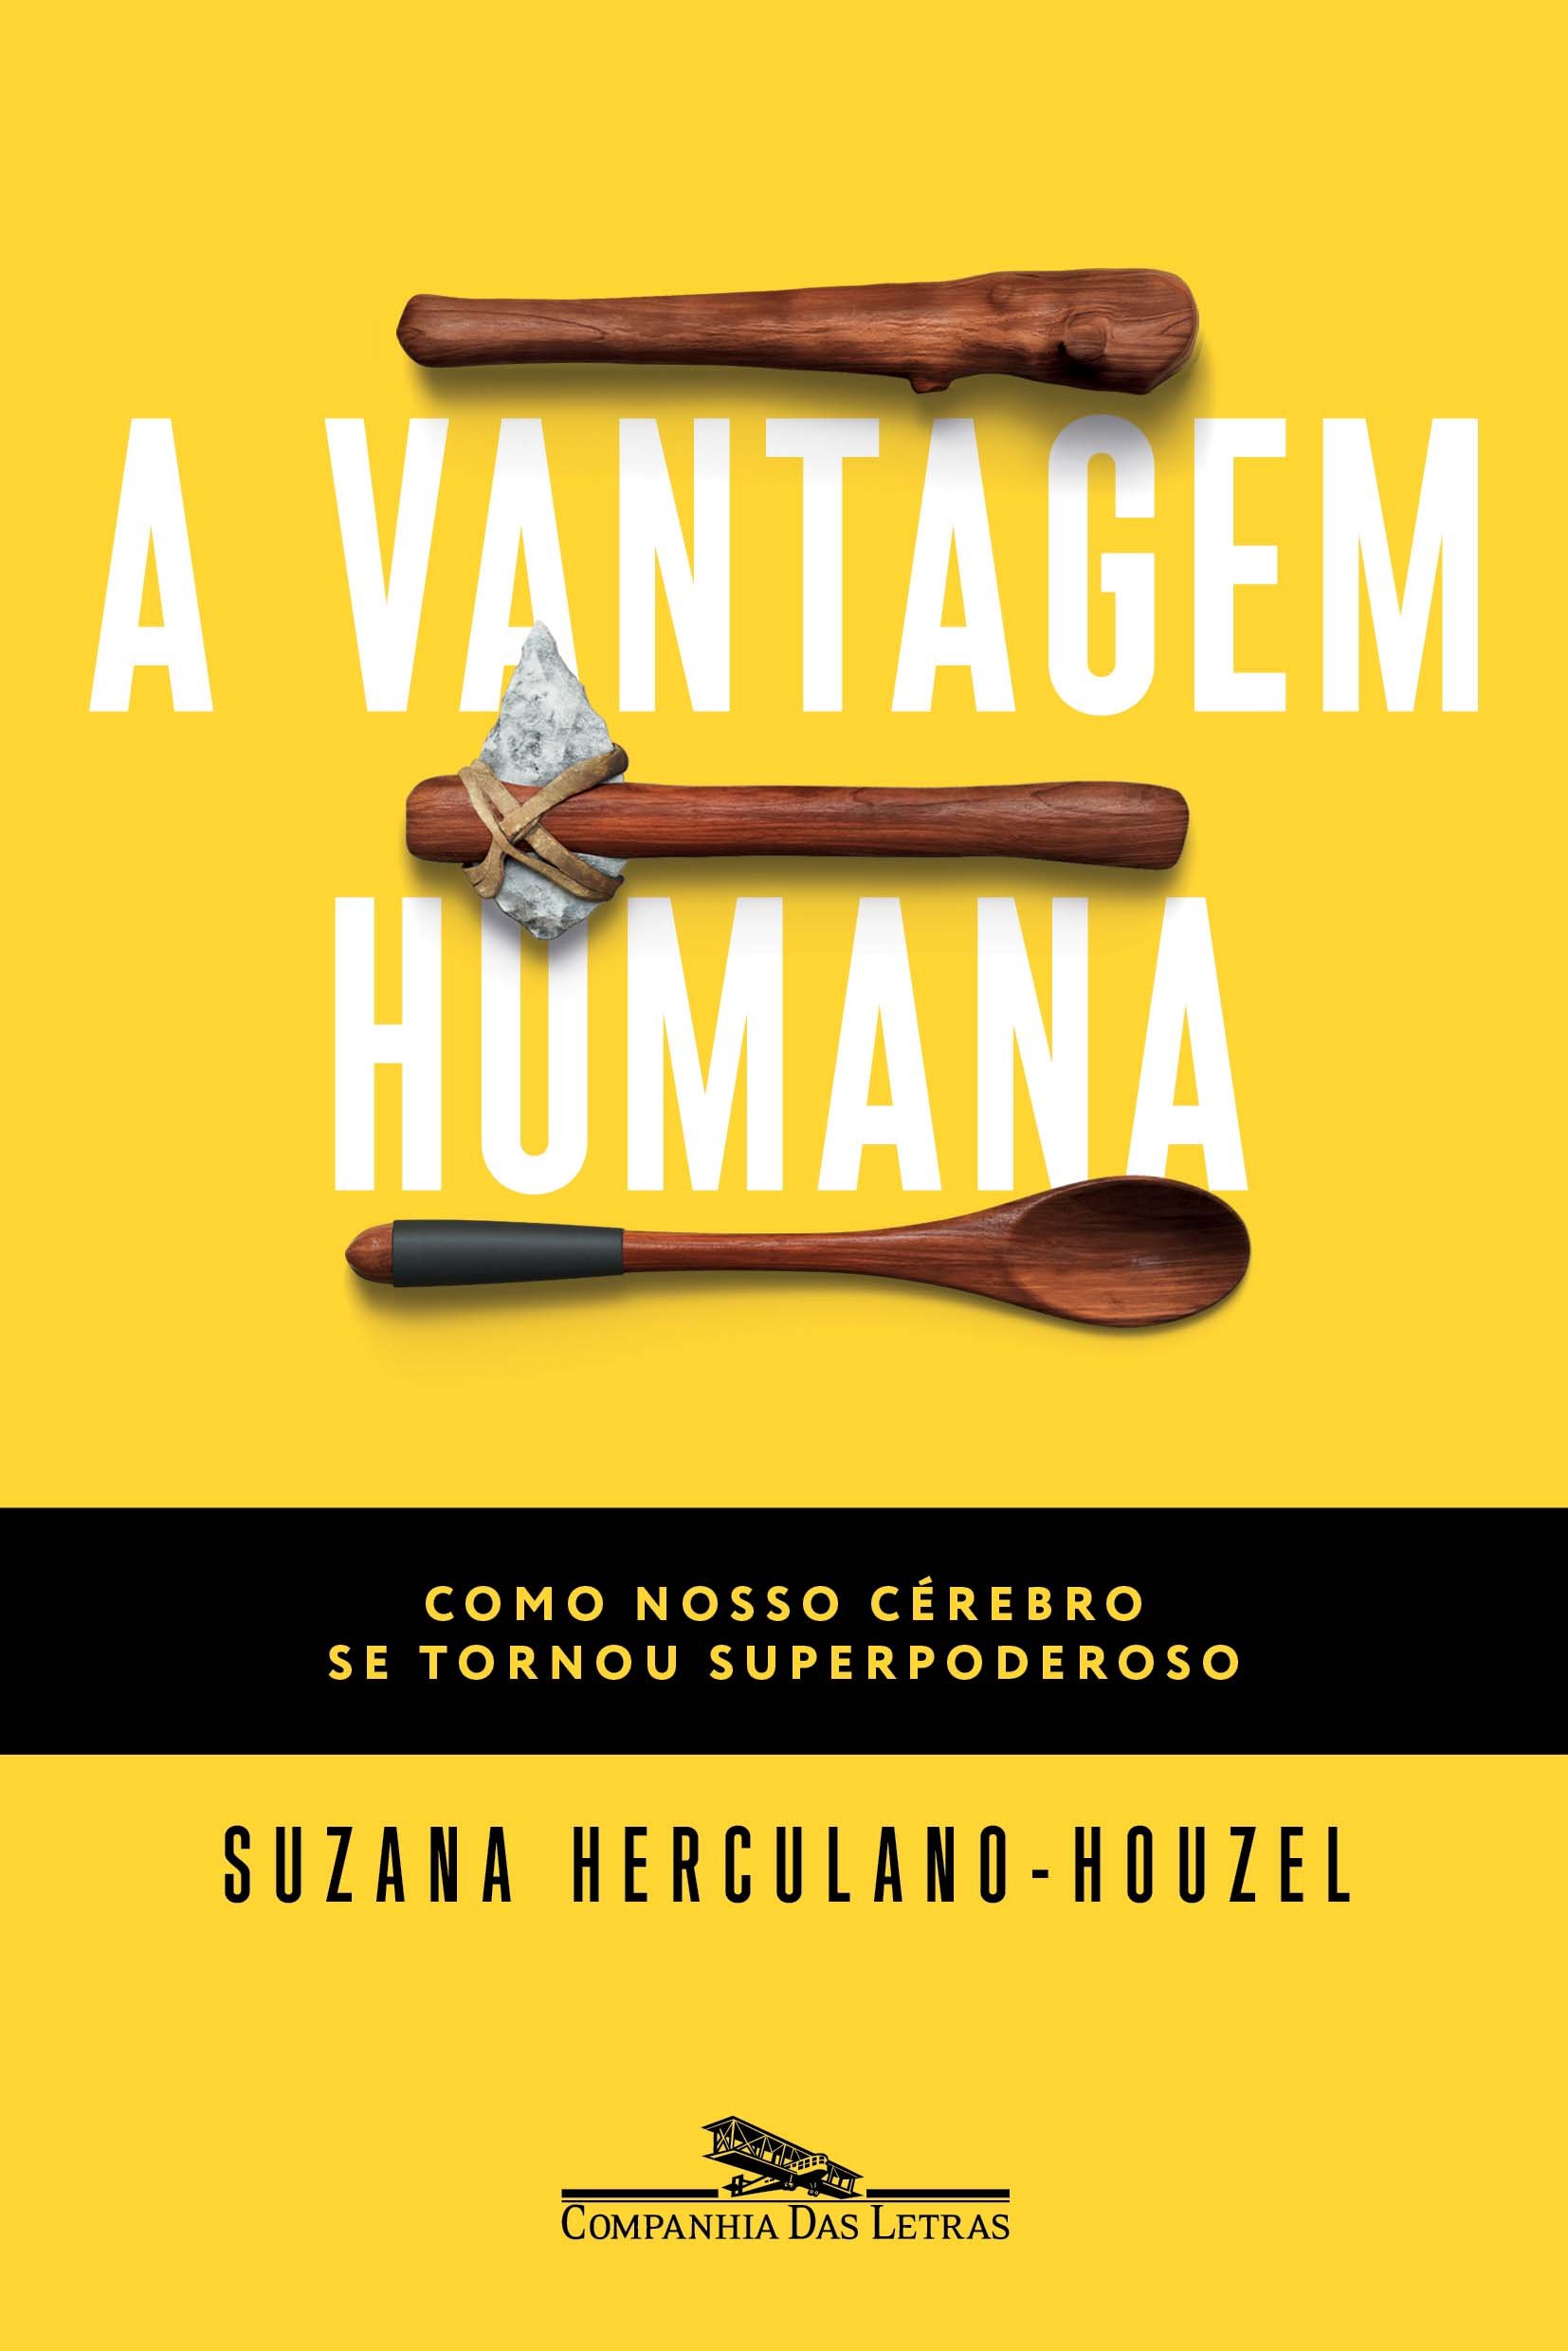 A VANTAGEM
HUMANA
COMO NOSSO CÉREBRO
SE TORNOU SUPERPODEROSO
SUZANA HERCULANO-HOUZEL
COMPANHIA DAS LETRAS